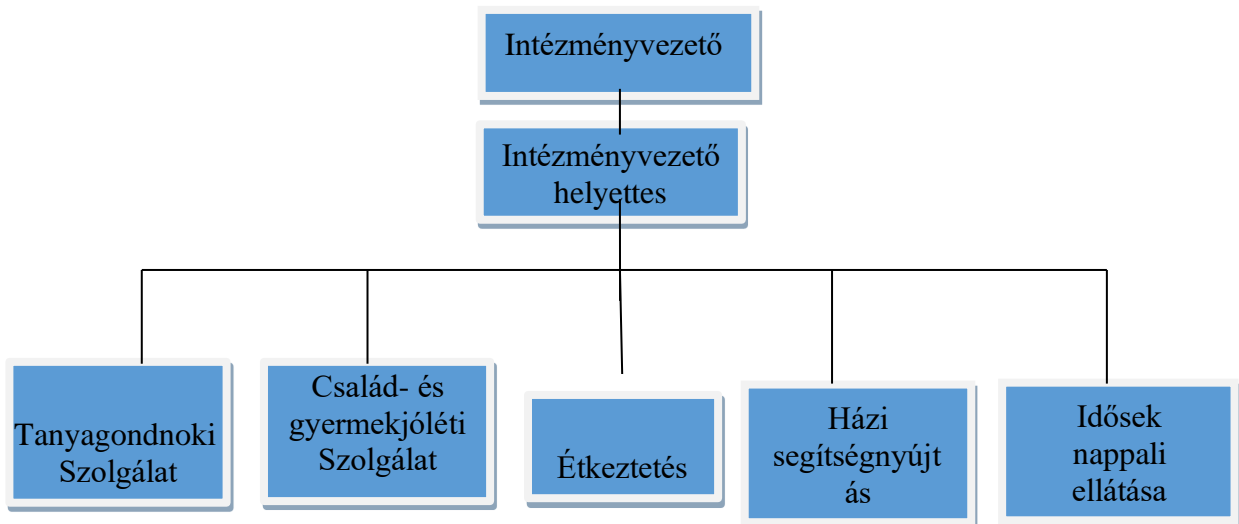 Intézményvezető
Intézményvezető
helyettes
Tanyagondnoki
Szolgálat
Család- és
gyermekjóléti
Szolgálat
Étkeztetés
Házi
segítségnyújt
ás
Idősek
nappali
ellátása